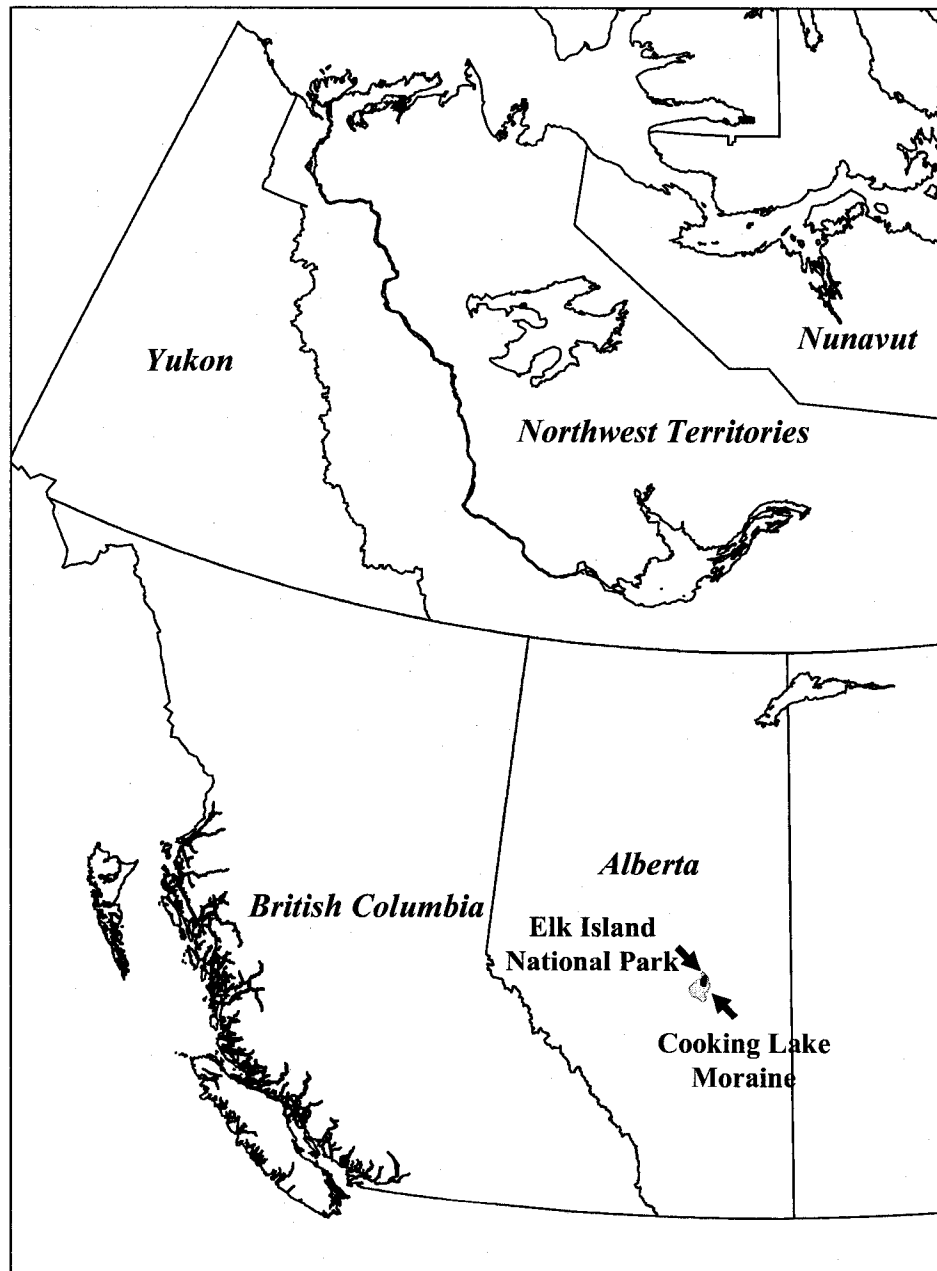 Yukon
Nunavut
Northwest Territories
Alberta
British Columbia
Elk Island
National Park
Cooking Lake
Moraine